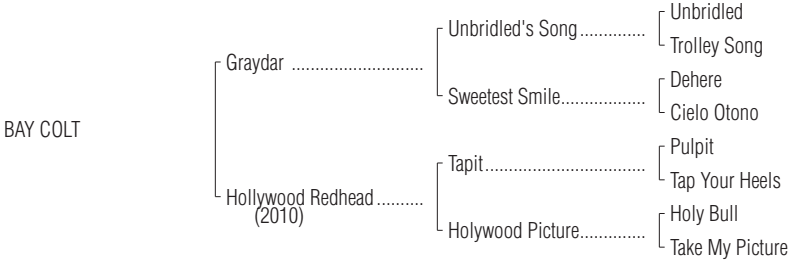 Unbridled
Unbridled's Song..............
Trolley Song
Graydar ............................
Dehere
Sweetest Smile..................
Cielo Otono
BAY COLT
Pulpit
Tapit..................................
Tap Your Heels
Hollywood Redhead..........
(2010)
Holy Bull
Holywood Picture..............
Take My Picture